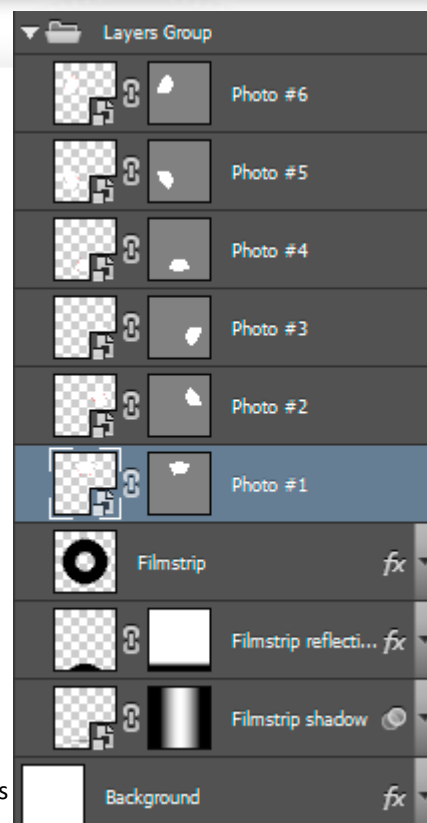 Layers Group
Photo #6
Photo #5
Photo #4
Photo #3
Photo #2
Photo #1
Filmstrip fx
Filmstrip reflecti... fx
Filmstrip shadow
s
Background fx